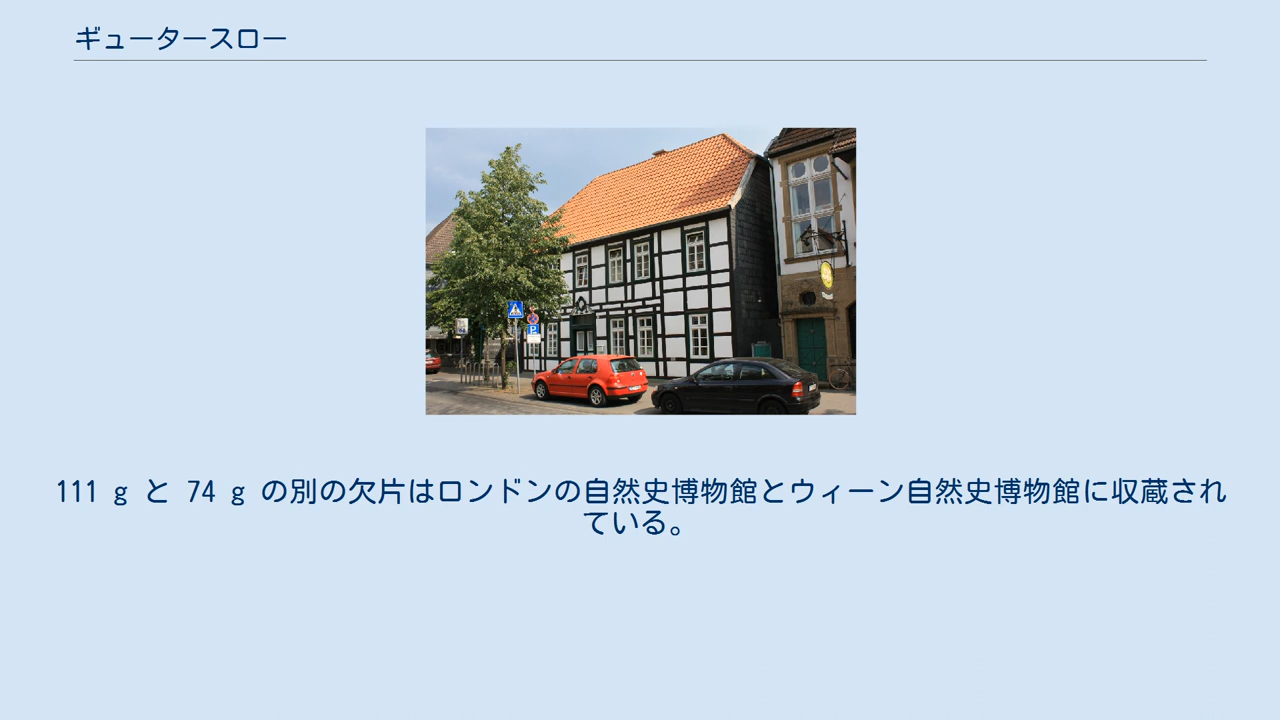 ギュータースロー
111 g と 74 g の別の欠片はロンドンの自然史博物館とウィーン自然史博物館に収蔵され
ている。